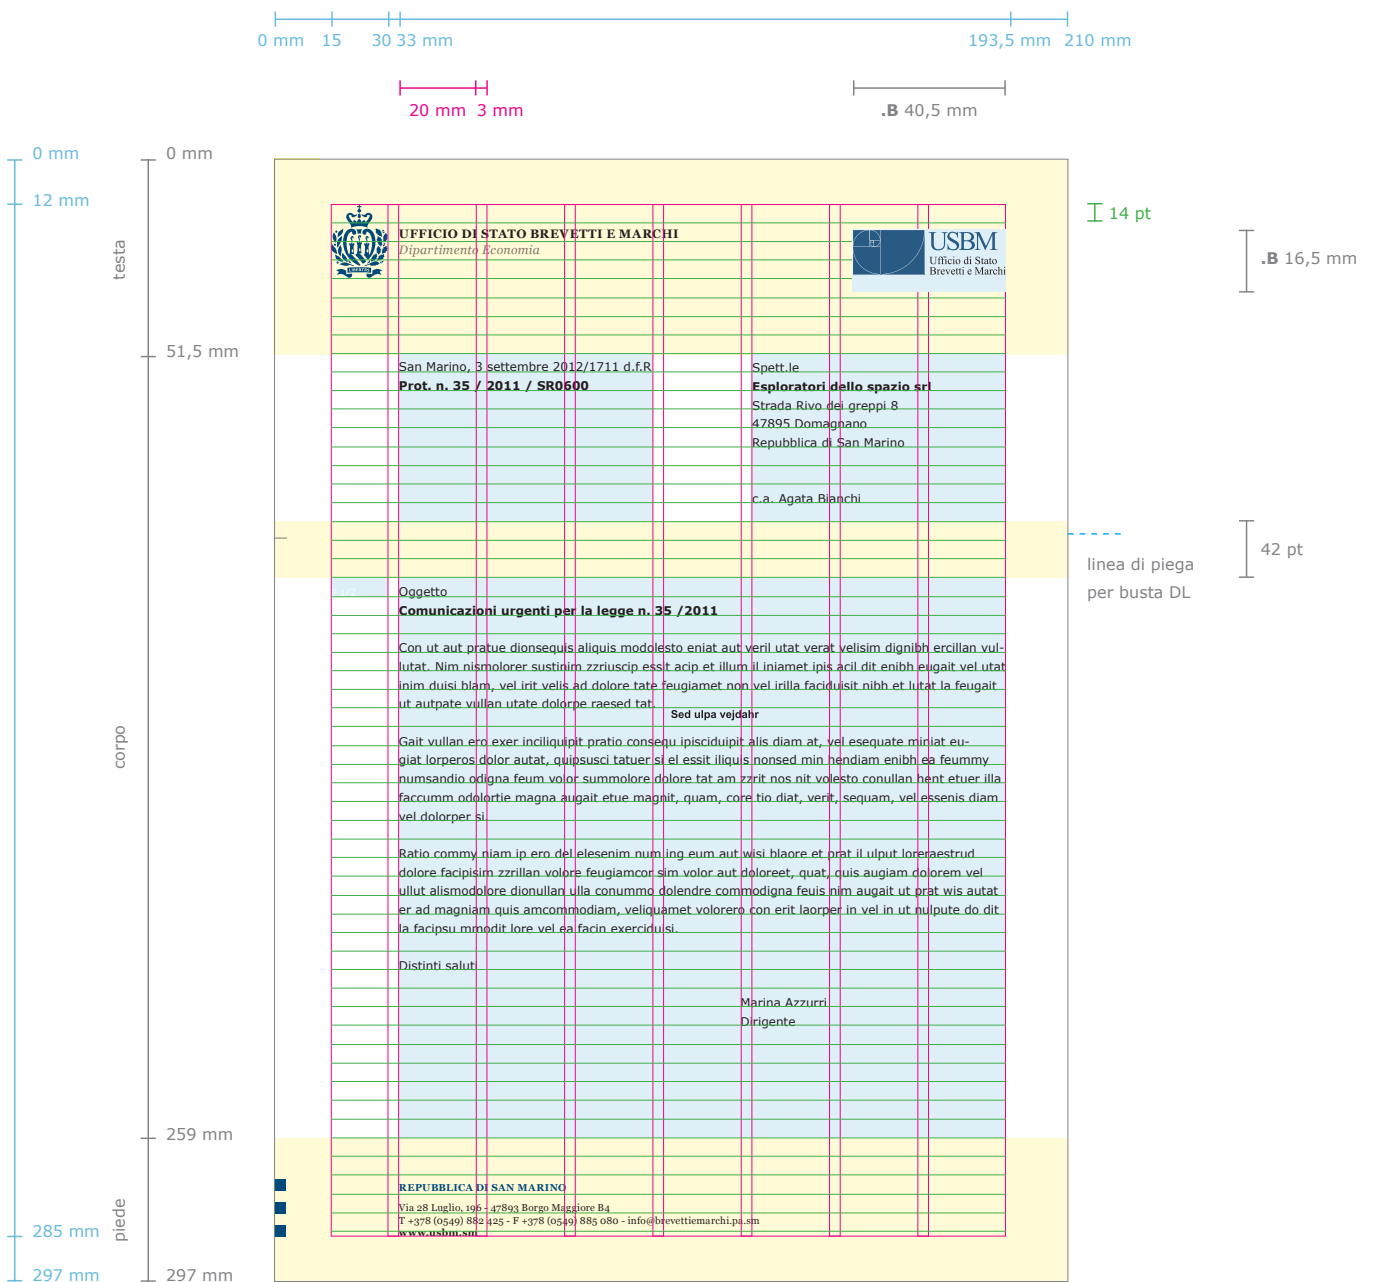 0 mm 15 30 33 mm 193,5 mm 210 mm
20 mm 3 mm .B 40,5 mm
0 mm 0 mm
12 mm
14 pt
testa
UFFICIO DI STATO BREVETTI E MARCHI
Dipartimento Economia
LIBERTAS
USBM
Ufficio di Stato
Brevetti e Marchi
.B 16,5 mm
51,5 mm
San Marino, 3 settembre 2012/1711 d.f.R
Prot. n. 35 / 2011 / SR0600
Spett.le
Esploratori dello spazio srl
Strada Rivo dei greppi 8
47895 Domagnano
Repubblica di San Marino
c.a. Agata Bianchi
42 pt
linea di piega
per busta DL
corpo
Oggetto
Comunicazioni urgenti per la legge n. 35 /2011
Con ut aut pratue dionsequis aliquis modolesto eniat aut veril utat verat velisim dignibh ercillan vul-
lutat. Nim nismolorer sustinim zzriuscip essit acip et illum il iniamet ipis acil dit enibh eugait vel utat
inim duisi blam, vel irit velis ad dolore tate feugiamet non vel irilla faciduisit nibh et lutat la feugait
ut autpate vullan utate dolorpe raesed tat.
Sed ulpa vejdahr
Gait vullan ero exer inciliquipit pratio consequ ipisciduipit alis diam at, vel esequate miniat eu-
giat lorperos dolor autat, quipsusci tatuer si el essit iliquis nonsed min hendiam enibh ea feummy
numsandio odigna feum volor summolore dolore tat am zzrit nos nit volesto conullan hent etuer illa
faccumm odolortie magna augait etue magnit, quam, core tio diat, verit, sequam, vel essenis diam
vel dolorper si.
Ratio commy niam ip ero del elesenim num ing eum aut wisi blaore et prat il ulput loreraestrud
dolore facipisim zzrillan volore feugiamcor sim volor aut doloreet, quat, quis augiam dolorem vel
ullut alismodolore dionullan ulla conummo dolendre commodigna feuis nim augait ut prat wis autat
er ad magniam quis amcommodiam, veliquamet volorero con erit laorper in vel in ut nulpute do dit
la facipsu mmodit lore vel ea facin exerciduisi.
Distinti saluti
Marina Azzurri
Dirigente
259 mm
piede
REPUBBLICA DI SAN MARINO
Via 28 Luglio, 196 - 47893 Borgo Maggiore B4
T +378 (0549) 882 425 - F +378 (0549) 885 080 - info@brevettiemarchi.pa.sm
www.usbm.sm
285 mm
297 mm 297 mm